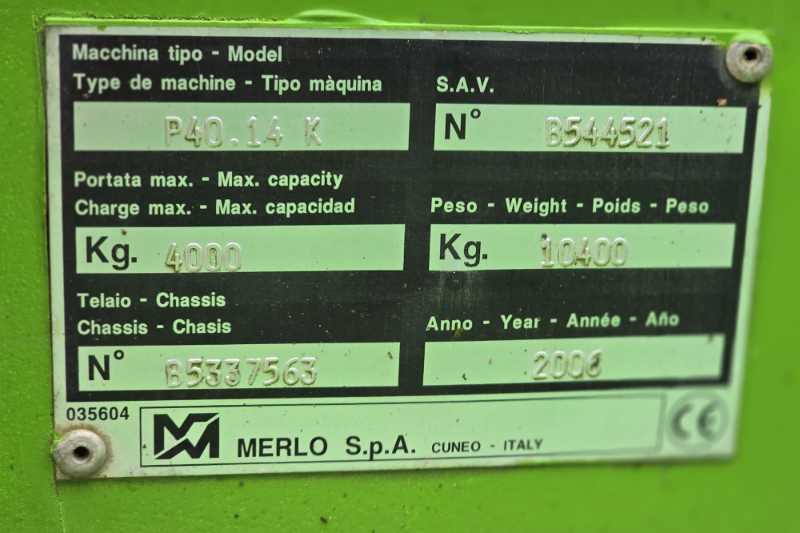 Macchina tipo - Model
Type de machine - Tipo màquina
P40.14 K
S.A.V.
N° B544521
Portata max. - Max. capacity
Charge max. - Max. capacidad
Kg. 4000
Peso - Weight - Poids - Peso
Kg. 10400
Telaio - Chassis
Chassis - Chasis
N° B5337563
Anno - Year - Année - Año
2006
035604
MERLO S.p.A. CUNEO - ITALY
CE